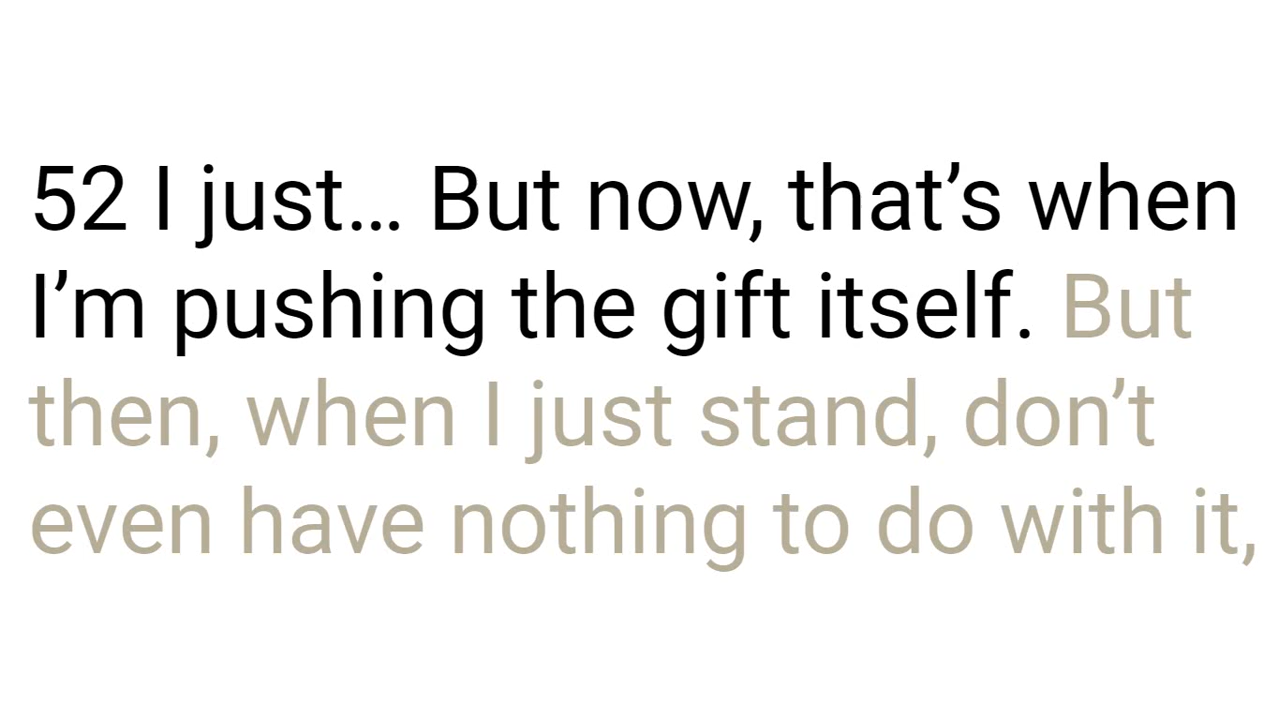 52 I just… But now, that’s when
I’m pushing the gift itself. But
then, when I just stand, don’t
even have nothing to do with it,